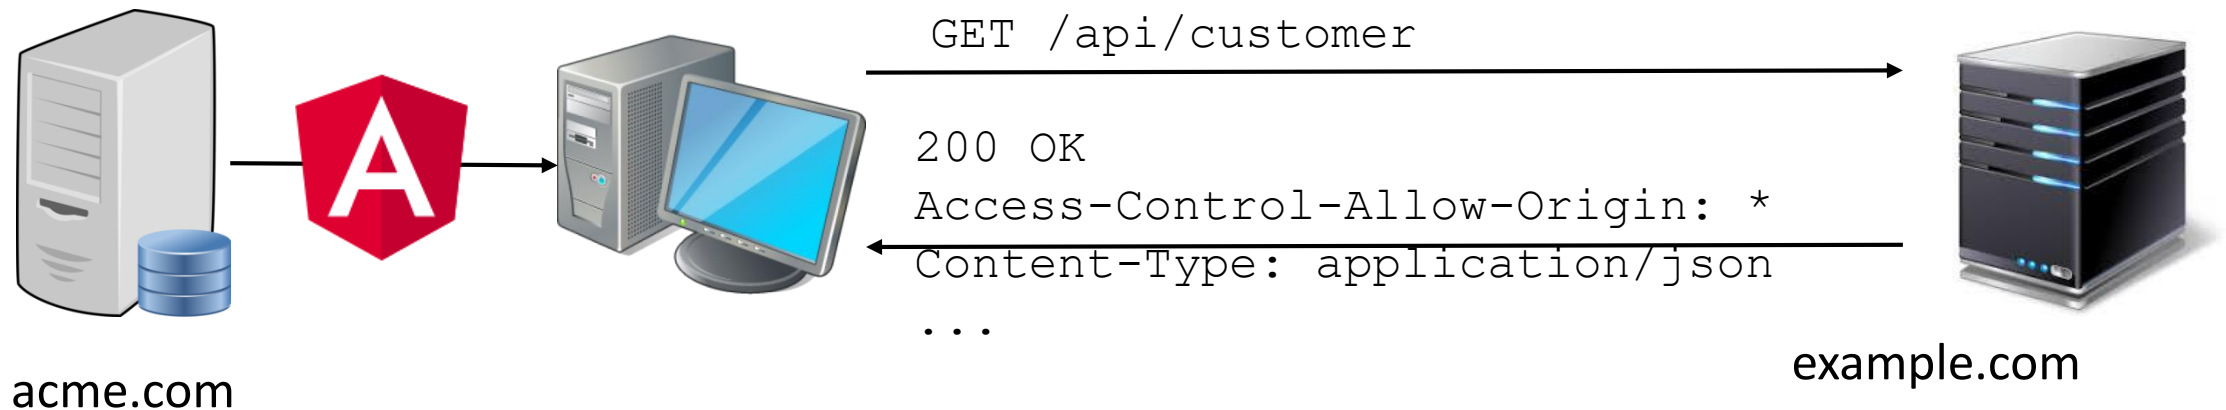 GET /api/customer
200 OK
Access-Control-Allow-Origin: *
Content-Type: application/json
...
example.com
acme.com
A